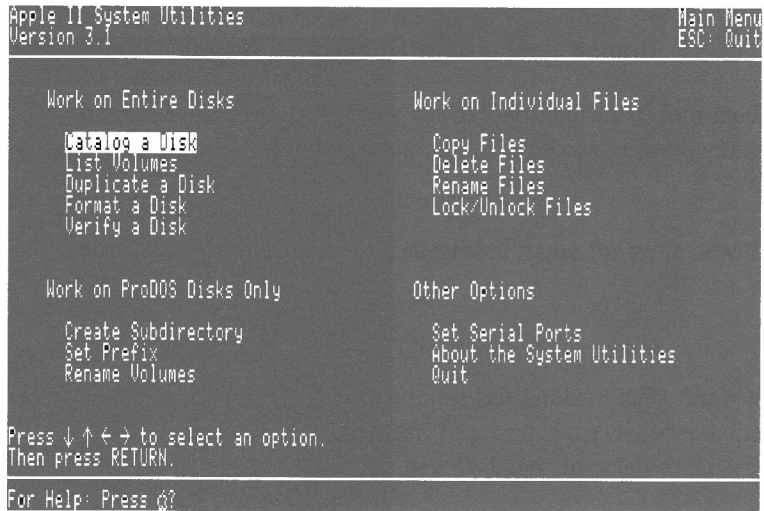 Apple II System Utilities
Main Menu
Version 3.1
ESC: Quit
Work on Entire Disks
Catalog a Disk
List Volumes
Duplicate a Disk
Format a Disk
Verify a Disk
Work on Individual Files
Copy Files
Delete Files
Rename Files
Lock/Unlock Files
Work on ProDOS Disks Only
Create Subdirectory
Set Prefix
Rename Volumes
Other Options
Set Serial Ports
About the System Utilities
Quit
Press ↓ ↑ ← → to select an option.
Then press RETURN.
For Help: Press ?